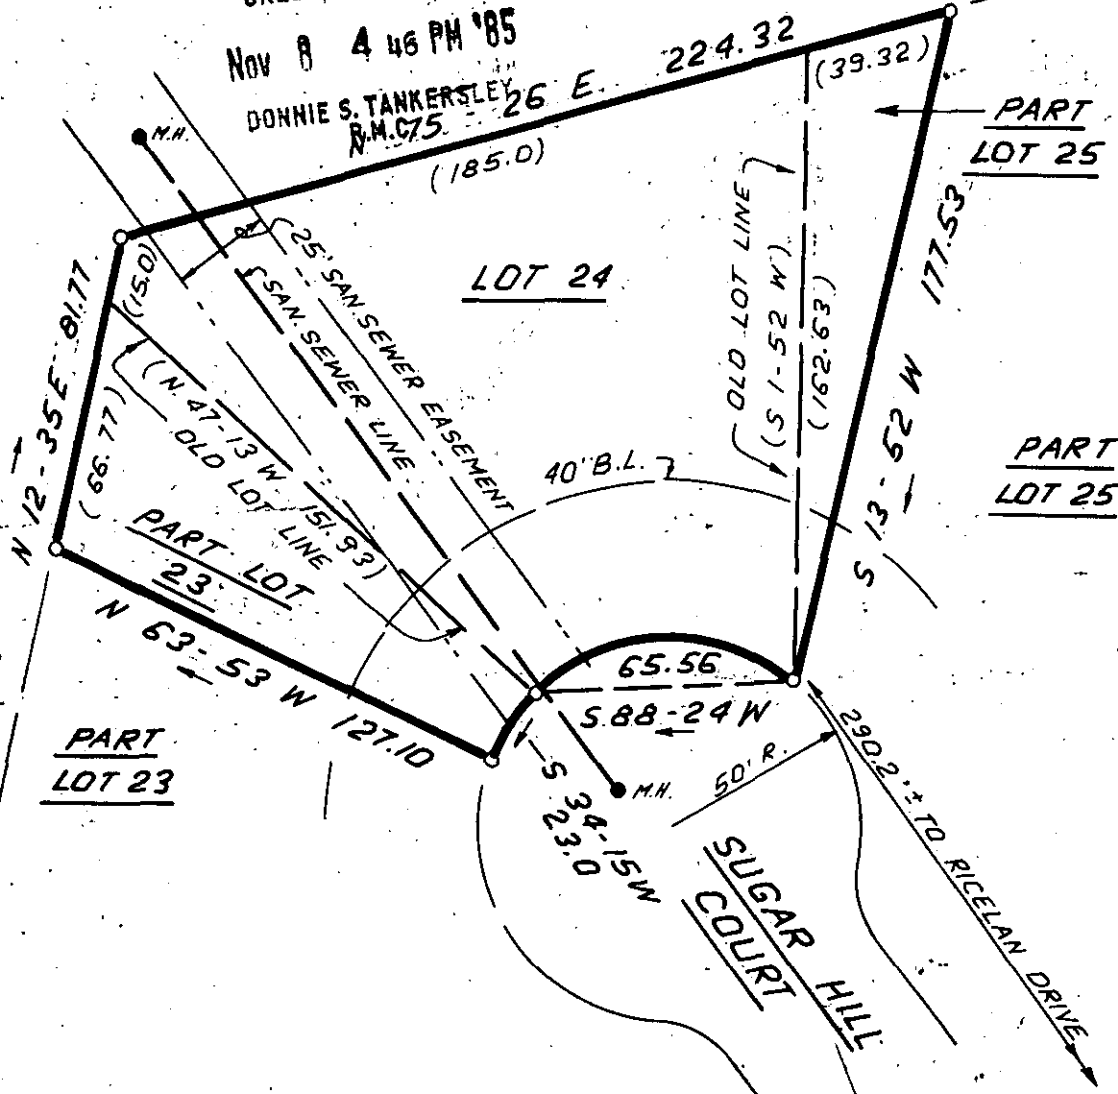 Nov 8 4 46 PM '85
DONNIE S. TANKERSLEY
R.M.C.
N 75 - 26 E.
224.32
(39.32)
(185.0)
M.H.
PART
LOT 25
LOT 24
OLD LOT LINE
(S 1-52 W)
(162.63)
177.53
S 13-52 W
25' SAN. SEWER EASEMENT
SAN. SEWER LINE
(15.0)
N 12-35 E 81.77
(66.77)
(N. 47-13 W 151.93)
OLD LOT LINE
PART LOT
23
40' B.L.
PART
LOT 25
N 63-53 W 127.10
65.56
S 88-24 W
PART
LOT 23
S 34-15 W
23.0
M.H.
50' R.
290.2' ± TO RICELAN DRIVE
SUGAR HILL
COURT